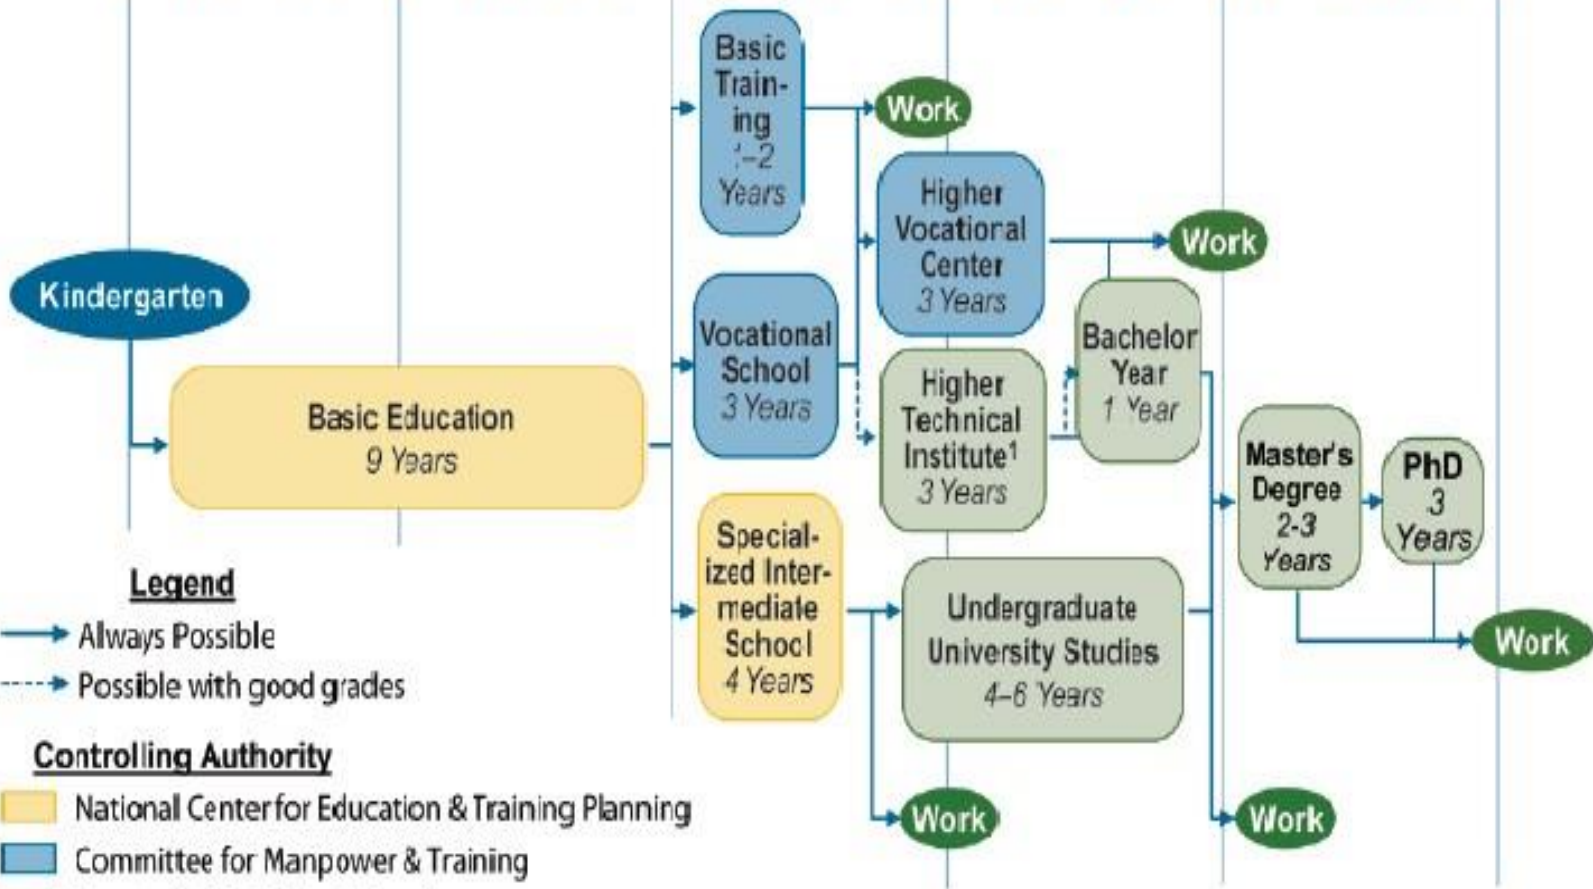 Basic
Train-
ing
1–2
Years
Work
Higher
Vocational
Center
3 Years
Work
Kindergarten
Vocational
School
3 Years
Bachelor
Year
1 Year
Higher
Technical
Institute¹
3 Years
Basic Education
9 Years
Master's
Degree
2-3
Years
PhD
3
Years
Special-
ized Inter-
mediate
School
4 Years
Undergraduate
University Studies
4–6 Years
Work
Work
Work
Legend
Always Possible
Possible with good grades
Controlling Authority
National Center for Education & Training Planning
Committee for Manpower & Training